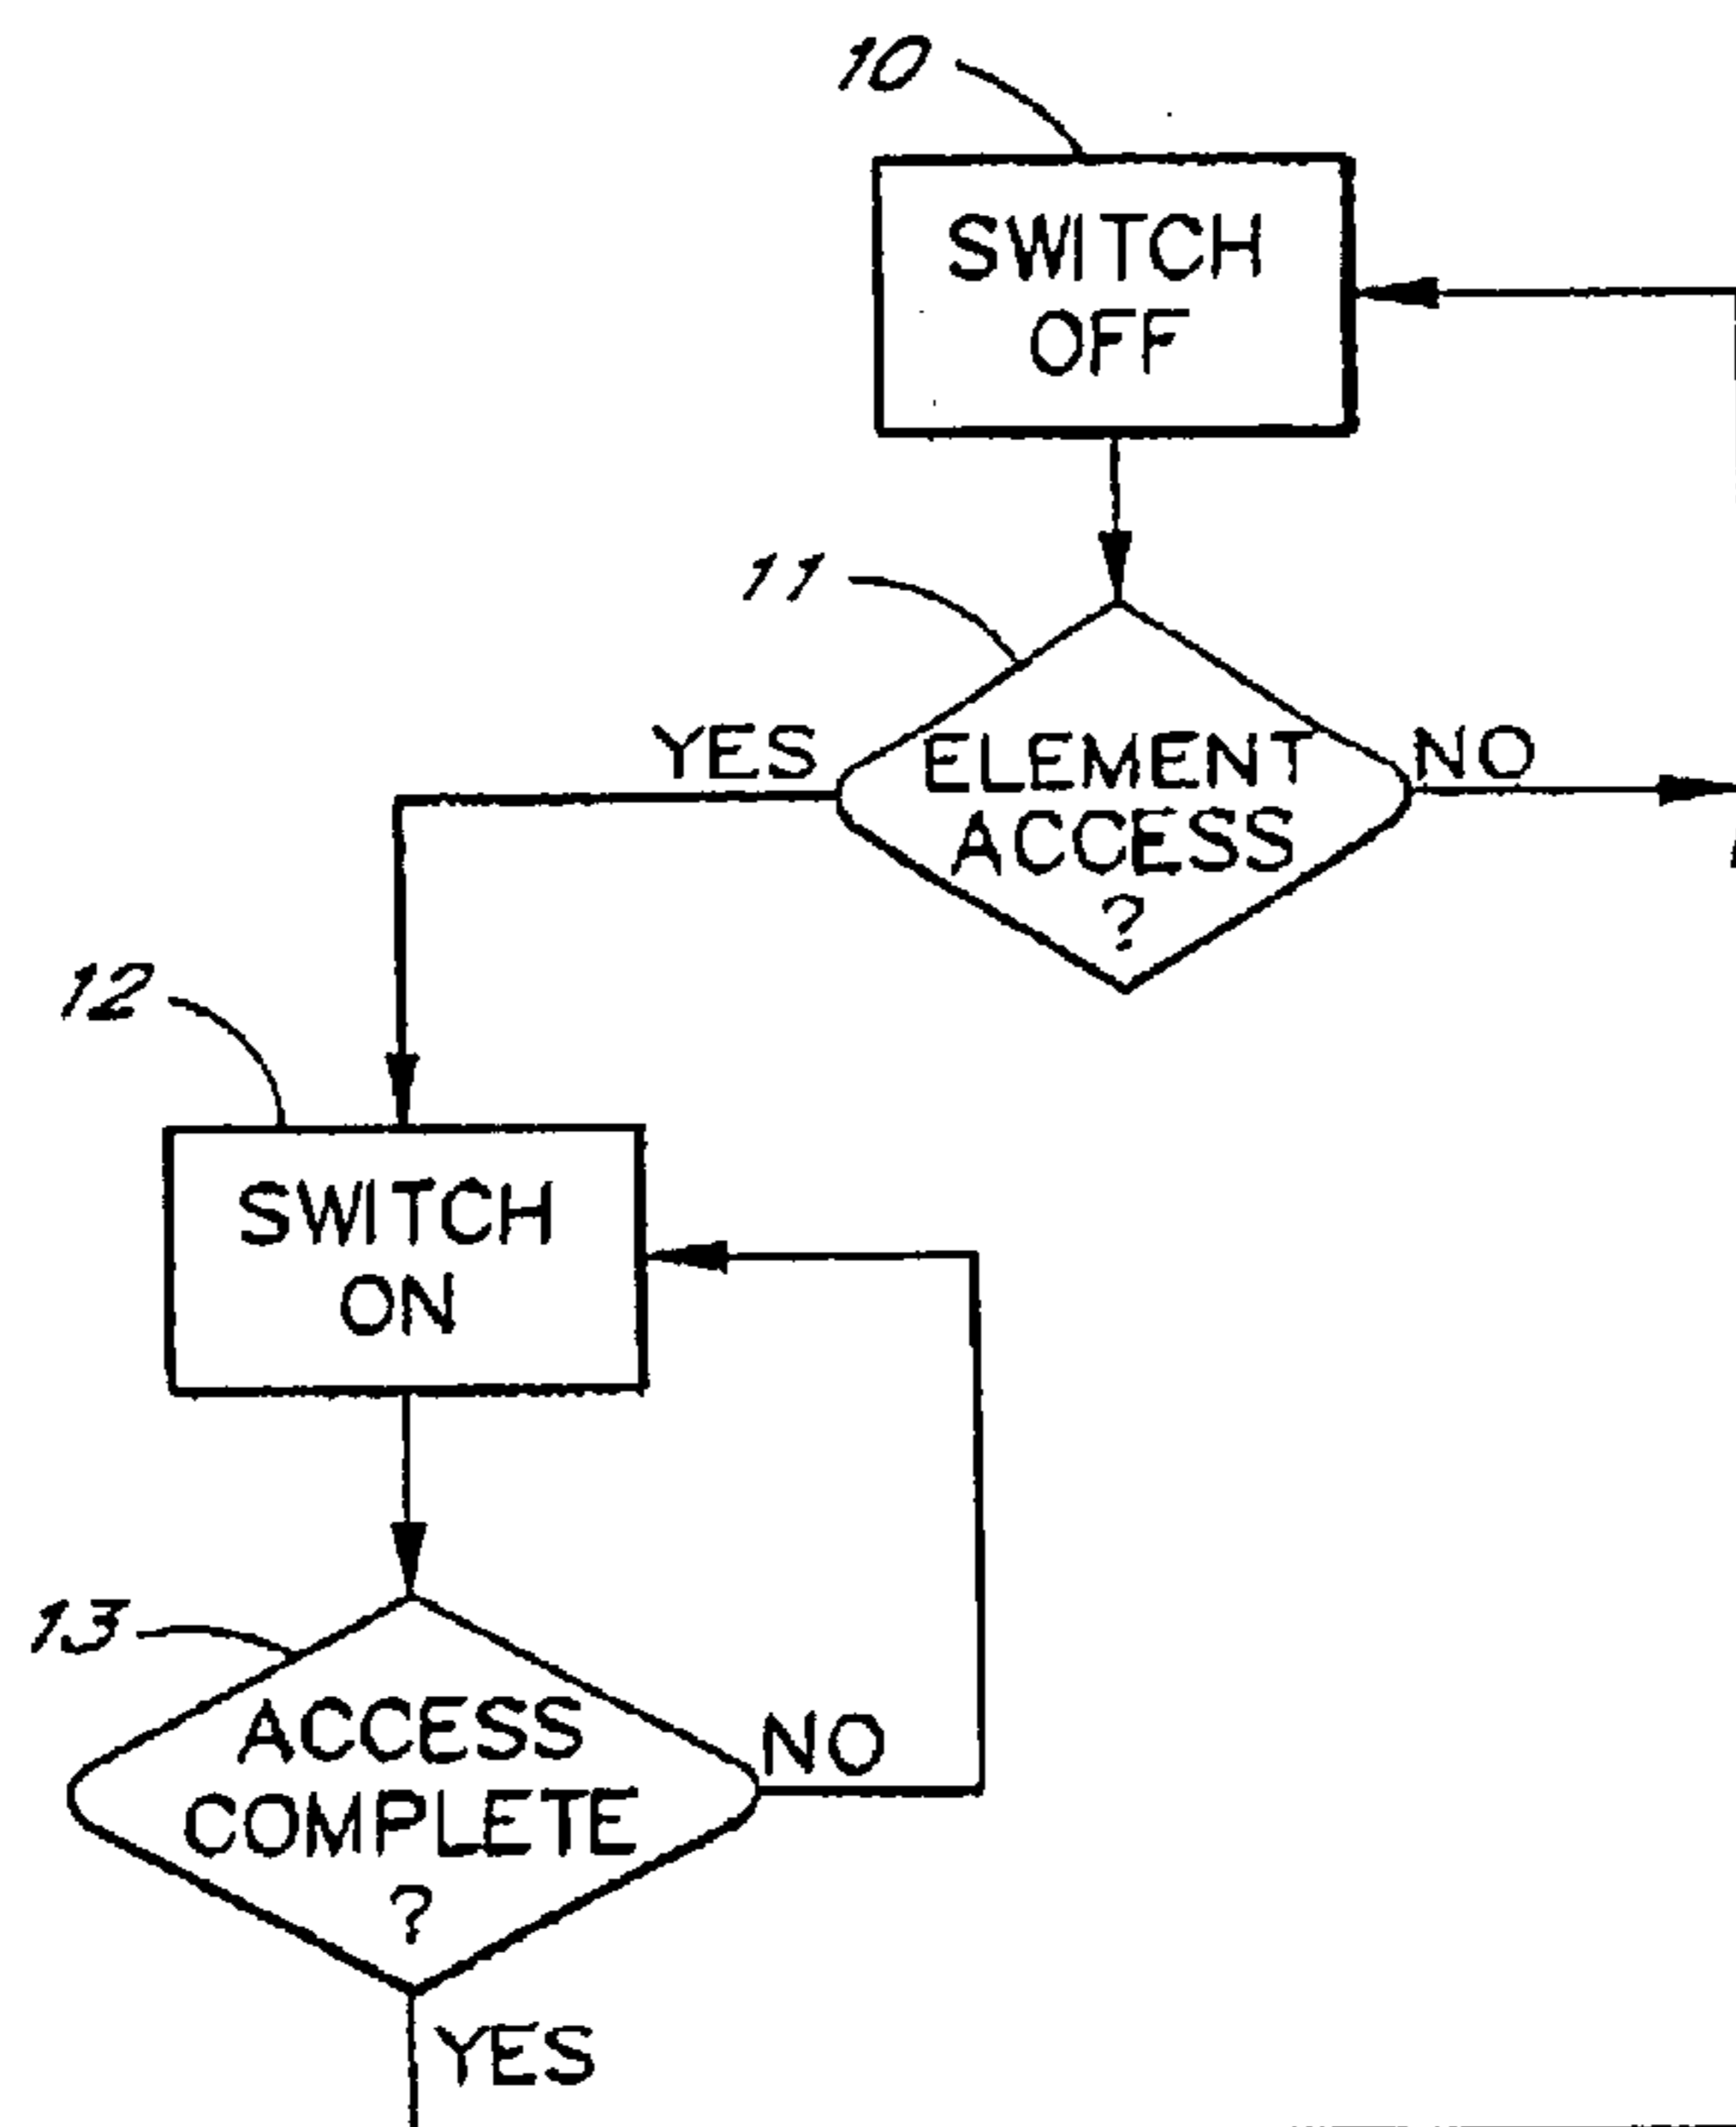 10
SWITCH
OFF
11
YES
ELEMENT
ACCESS
?
NO
12
SWITCH
ON
13
ACCESS
COMPLETE
?
NO
YES